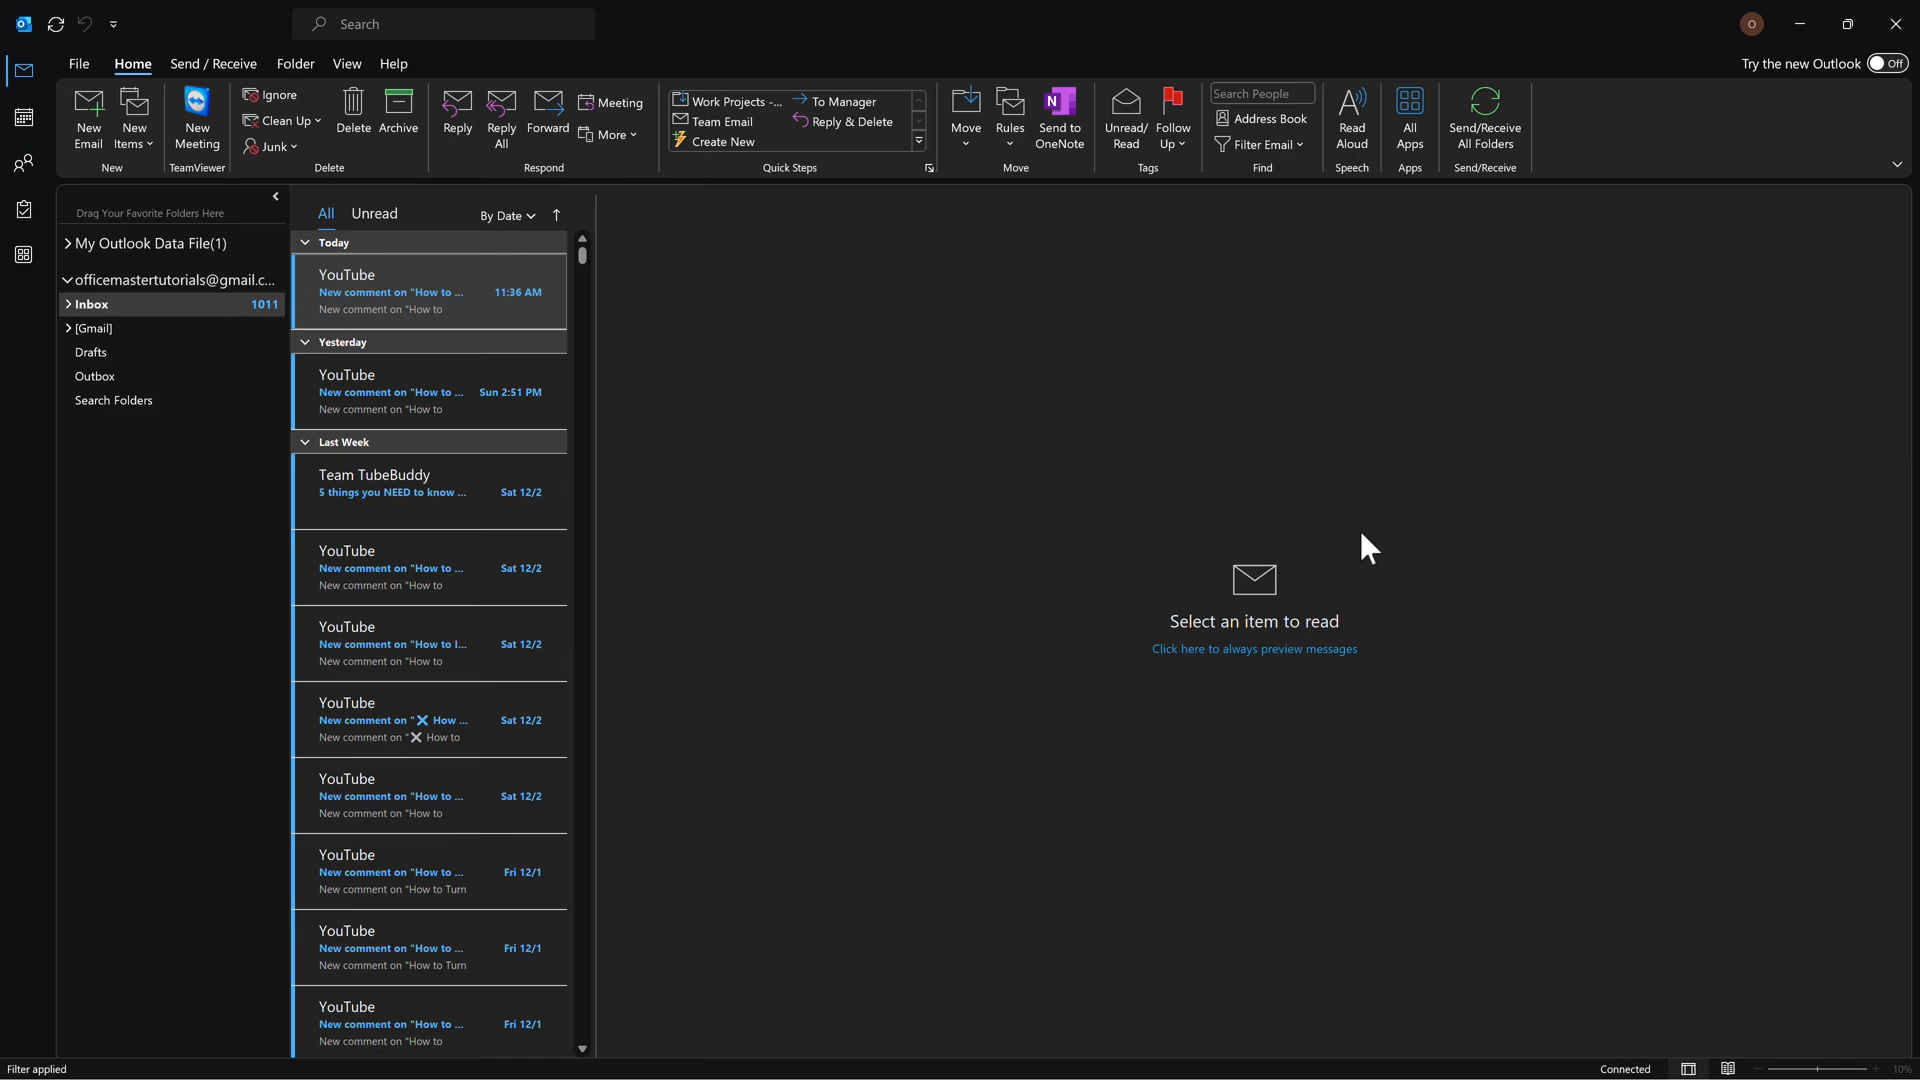 Search
O
File Home Send / Receive Folder View Help
Try the new Outlook Off
New Email
New Items
New
New Meeting
TeamViewer
Ignore
Clean Up
Junk
Delete
Archive
Delete
Reply
Reply All
Forward
Meeting
More
Respond
Work Projects -...
To Manager
Team Email
Reply & Delete
Create New
Quick Steps
Move
Rules
Send to OneNote
Move
Unread/ Read
Follow Up
Tags
Search People
Address Book
Filter Email
Find
Read Aloud
Speech
All Apps
Apps
Send/Receive All Folders
Send/Receive
Drag Your Favorite Folders Here
My Outlook Data File(1)
officemastertutorials@gmail.c...
Inbox 1011
[Gmail]
Drafts
Outbox
Search Folders
All Unread By Date
Today
YouTube
New comment on "How to ... 11:36 AM
New comment on "How to
Yesterday
YouTube
New comment on "How to ... Sun 2:51 PM
New comment on "How to
Last Week
Team TubeBuddy
5 things you NEED to know ... Sat 12/2
YouTube
New comment on "How to ... Sat 12/2
New comment on "How to
YouTube
New comment on "How to I... Sat 12/2
New comment on "How to
YouTube
New comment on "❌ How ... Sat 12/2
New comment on "❌ How to
YouTube
New comment on "How to ... Sat 12/2
New comment on "How to
YouTube
New comment on "How to ... Fri 12/1
New comment on "How to Turn
YouTube
New comment on "How to ... Fri 12/1
New comment on "How to Turn
YouTube
New comment on "How to ... Fri 12/1
New comment on "How to
Select an item to read
Click here to always preview messages
Filter applied
Connected
10%